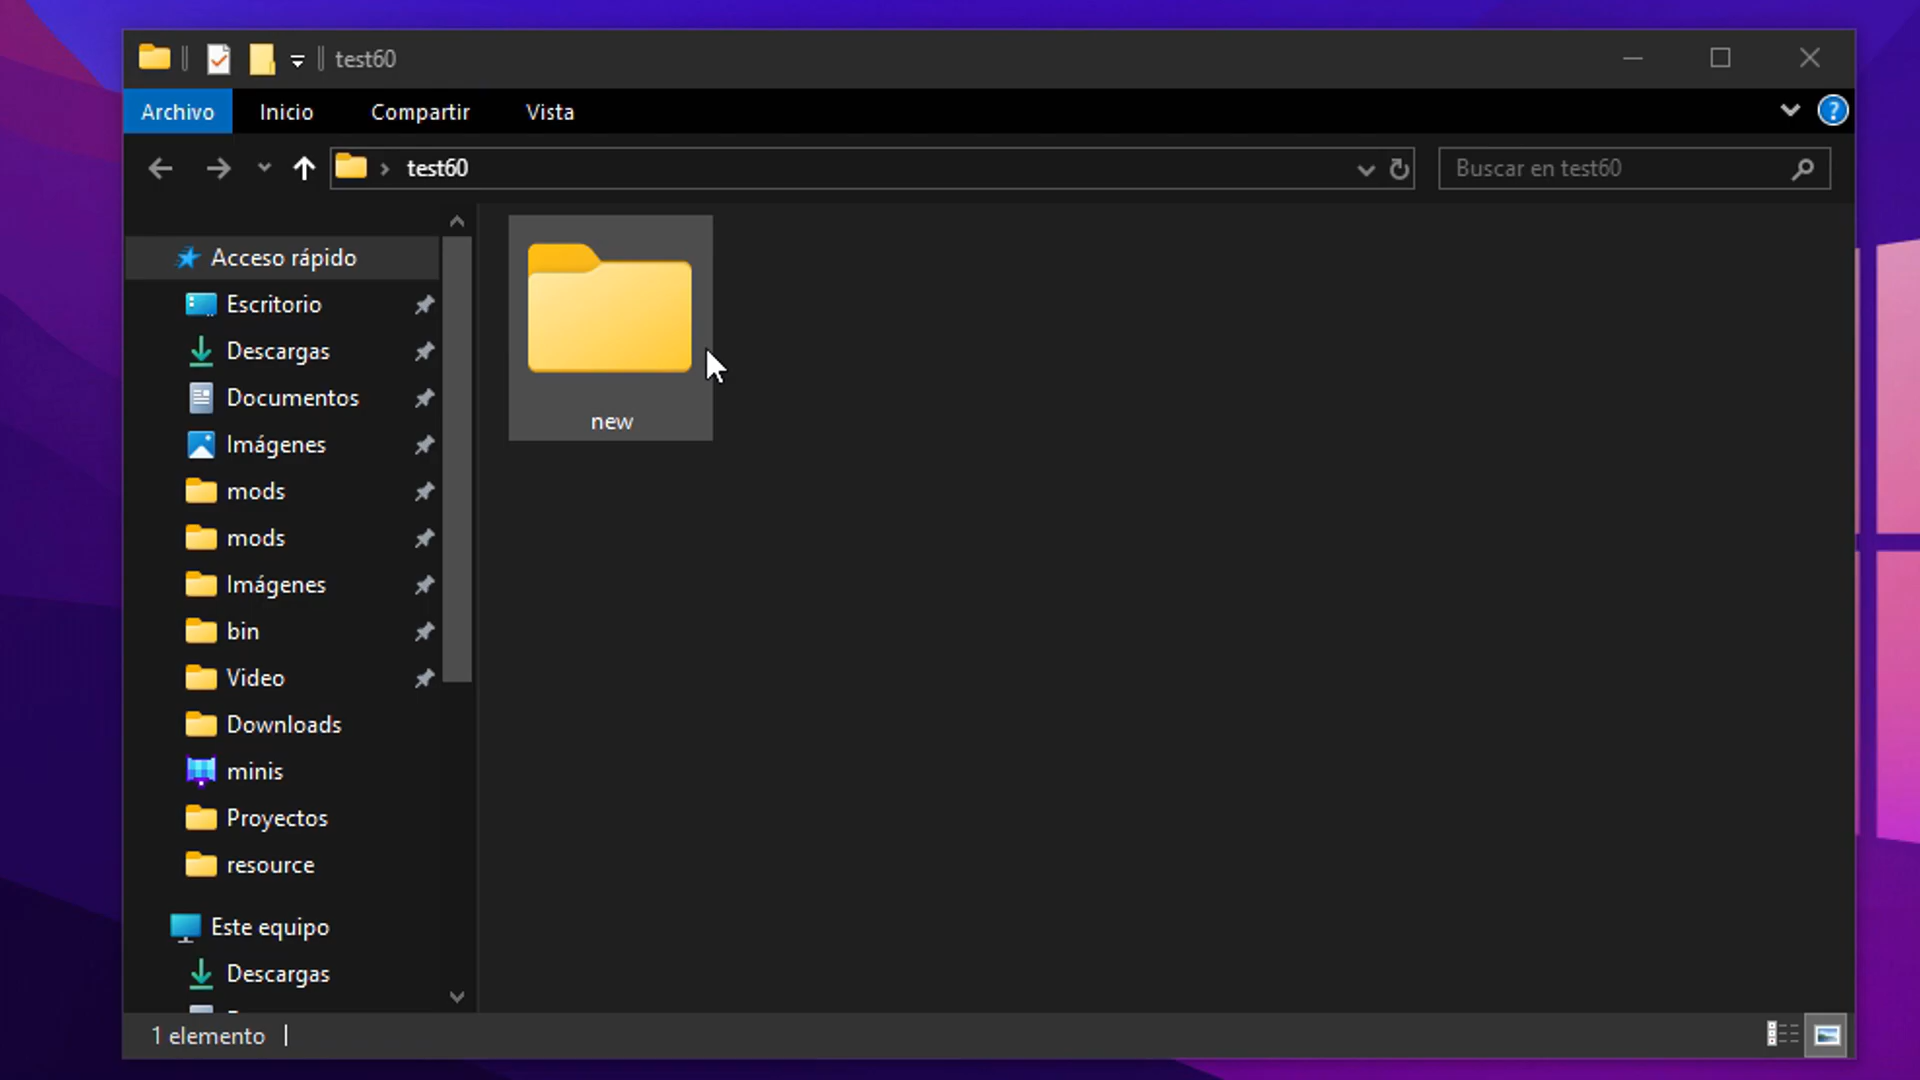 test60
Archivo Inicio Compartir Vista
?
test60
Buscar en test60
Acceso rápido
Escritorio
Descargas
Documentos
Imágenes
mods
mods
Imágenes
bin
Video
Downloads
minis
Proyectos
resource
Este equipo
Descargas
new
1 elemento